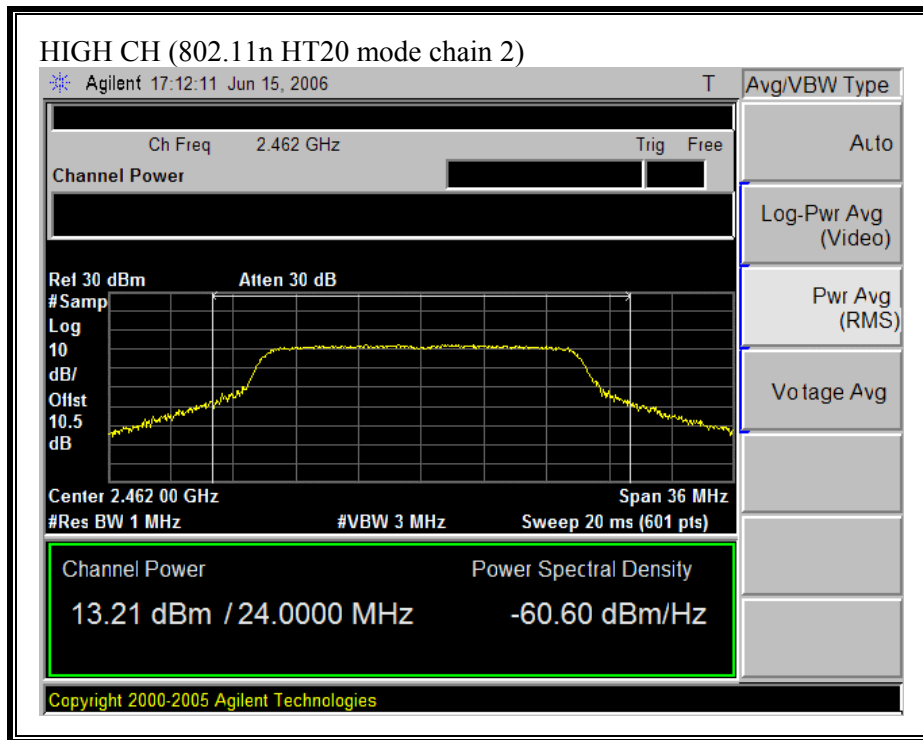 HIGH CH (802.11n HT20 mode chain 2)
Agilent 17:12:11 Jun 15, 2006 T
Avg/VBW Type
Ch Freq 2.462 GHz Trig Free
Channel Power
Auto
Log-Pwr Avg
(Video)
Pwr Avg
(RMS)
Voltage Avg
Ref 30 dBm Atten 30 dB
#Samp
Log
10
dB/
Offst
10.5
dB
Center 2.462 00 GHz Span 36 MHz
#Res BW 1 MHz #VBW 3 MHz Sweep 20 ms (601 pts)
Channel Power Power Spectral Density
13.21 dBm / 24.0000 MHz -60.60 dBm/Hz
Copyright 2000-2005 Agilent Technologies